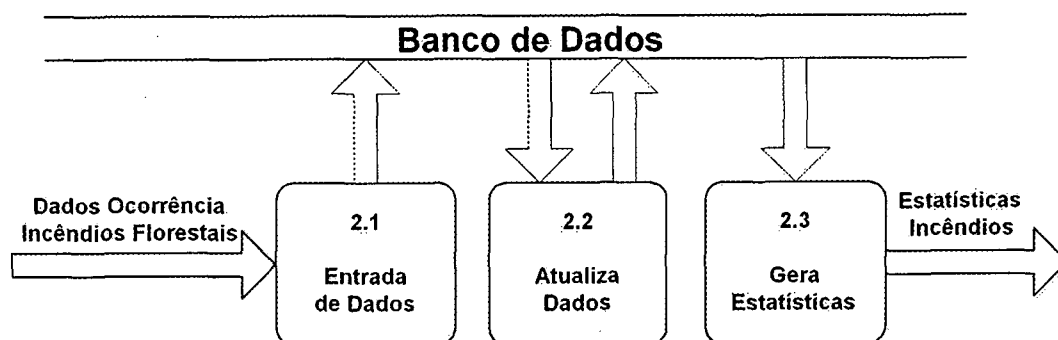 Banco de Dados
Dados Ocorrência
Incêndios Florestais
2.1
Entrada
de Dados
2.2
Atualiza
Dados
2.3
Gera
Estatísticas
Estatísticas
Incêndios